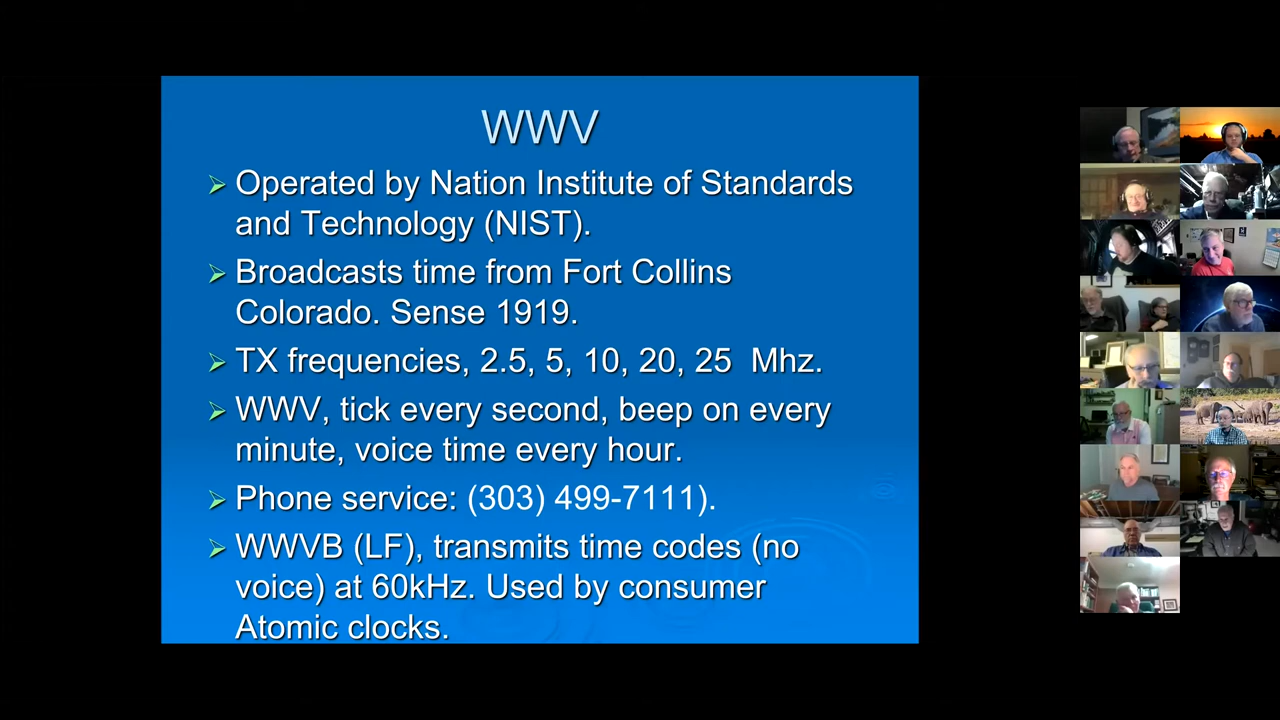 WWV
➢ Operated by Nation Institute of Standards
and Technology (NIST).
➢ Broadcasts time from Fort Collins
Colorado. Sense 1919.
➢ TX frequencies, 2.5, 5, 10, 20, 25  Mhz.
➢ WWV, tick every second, beep on every
minute, voice time every hour.
➢ Phone service: (303) 499-7111).
➢ WWVB (LF), transmits time codes (no
voice) at 60kHz. Used by consumer
Atomic clocks.